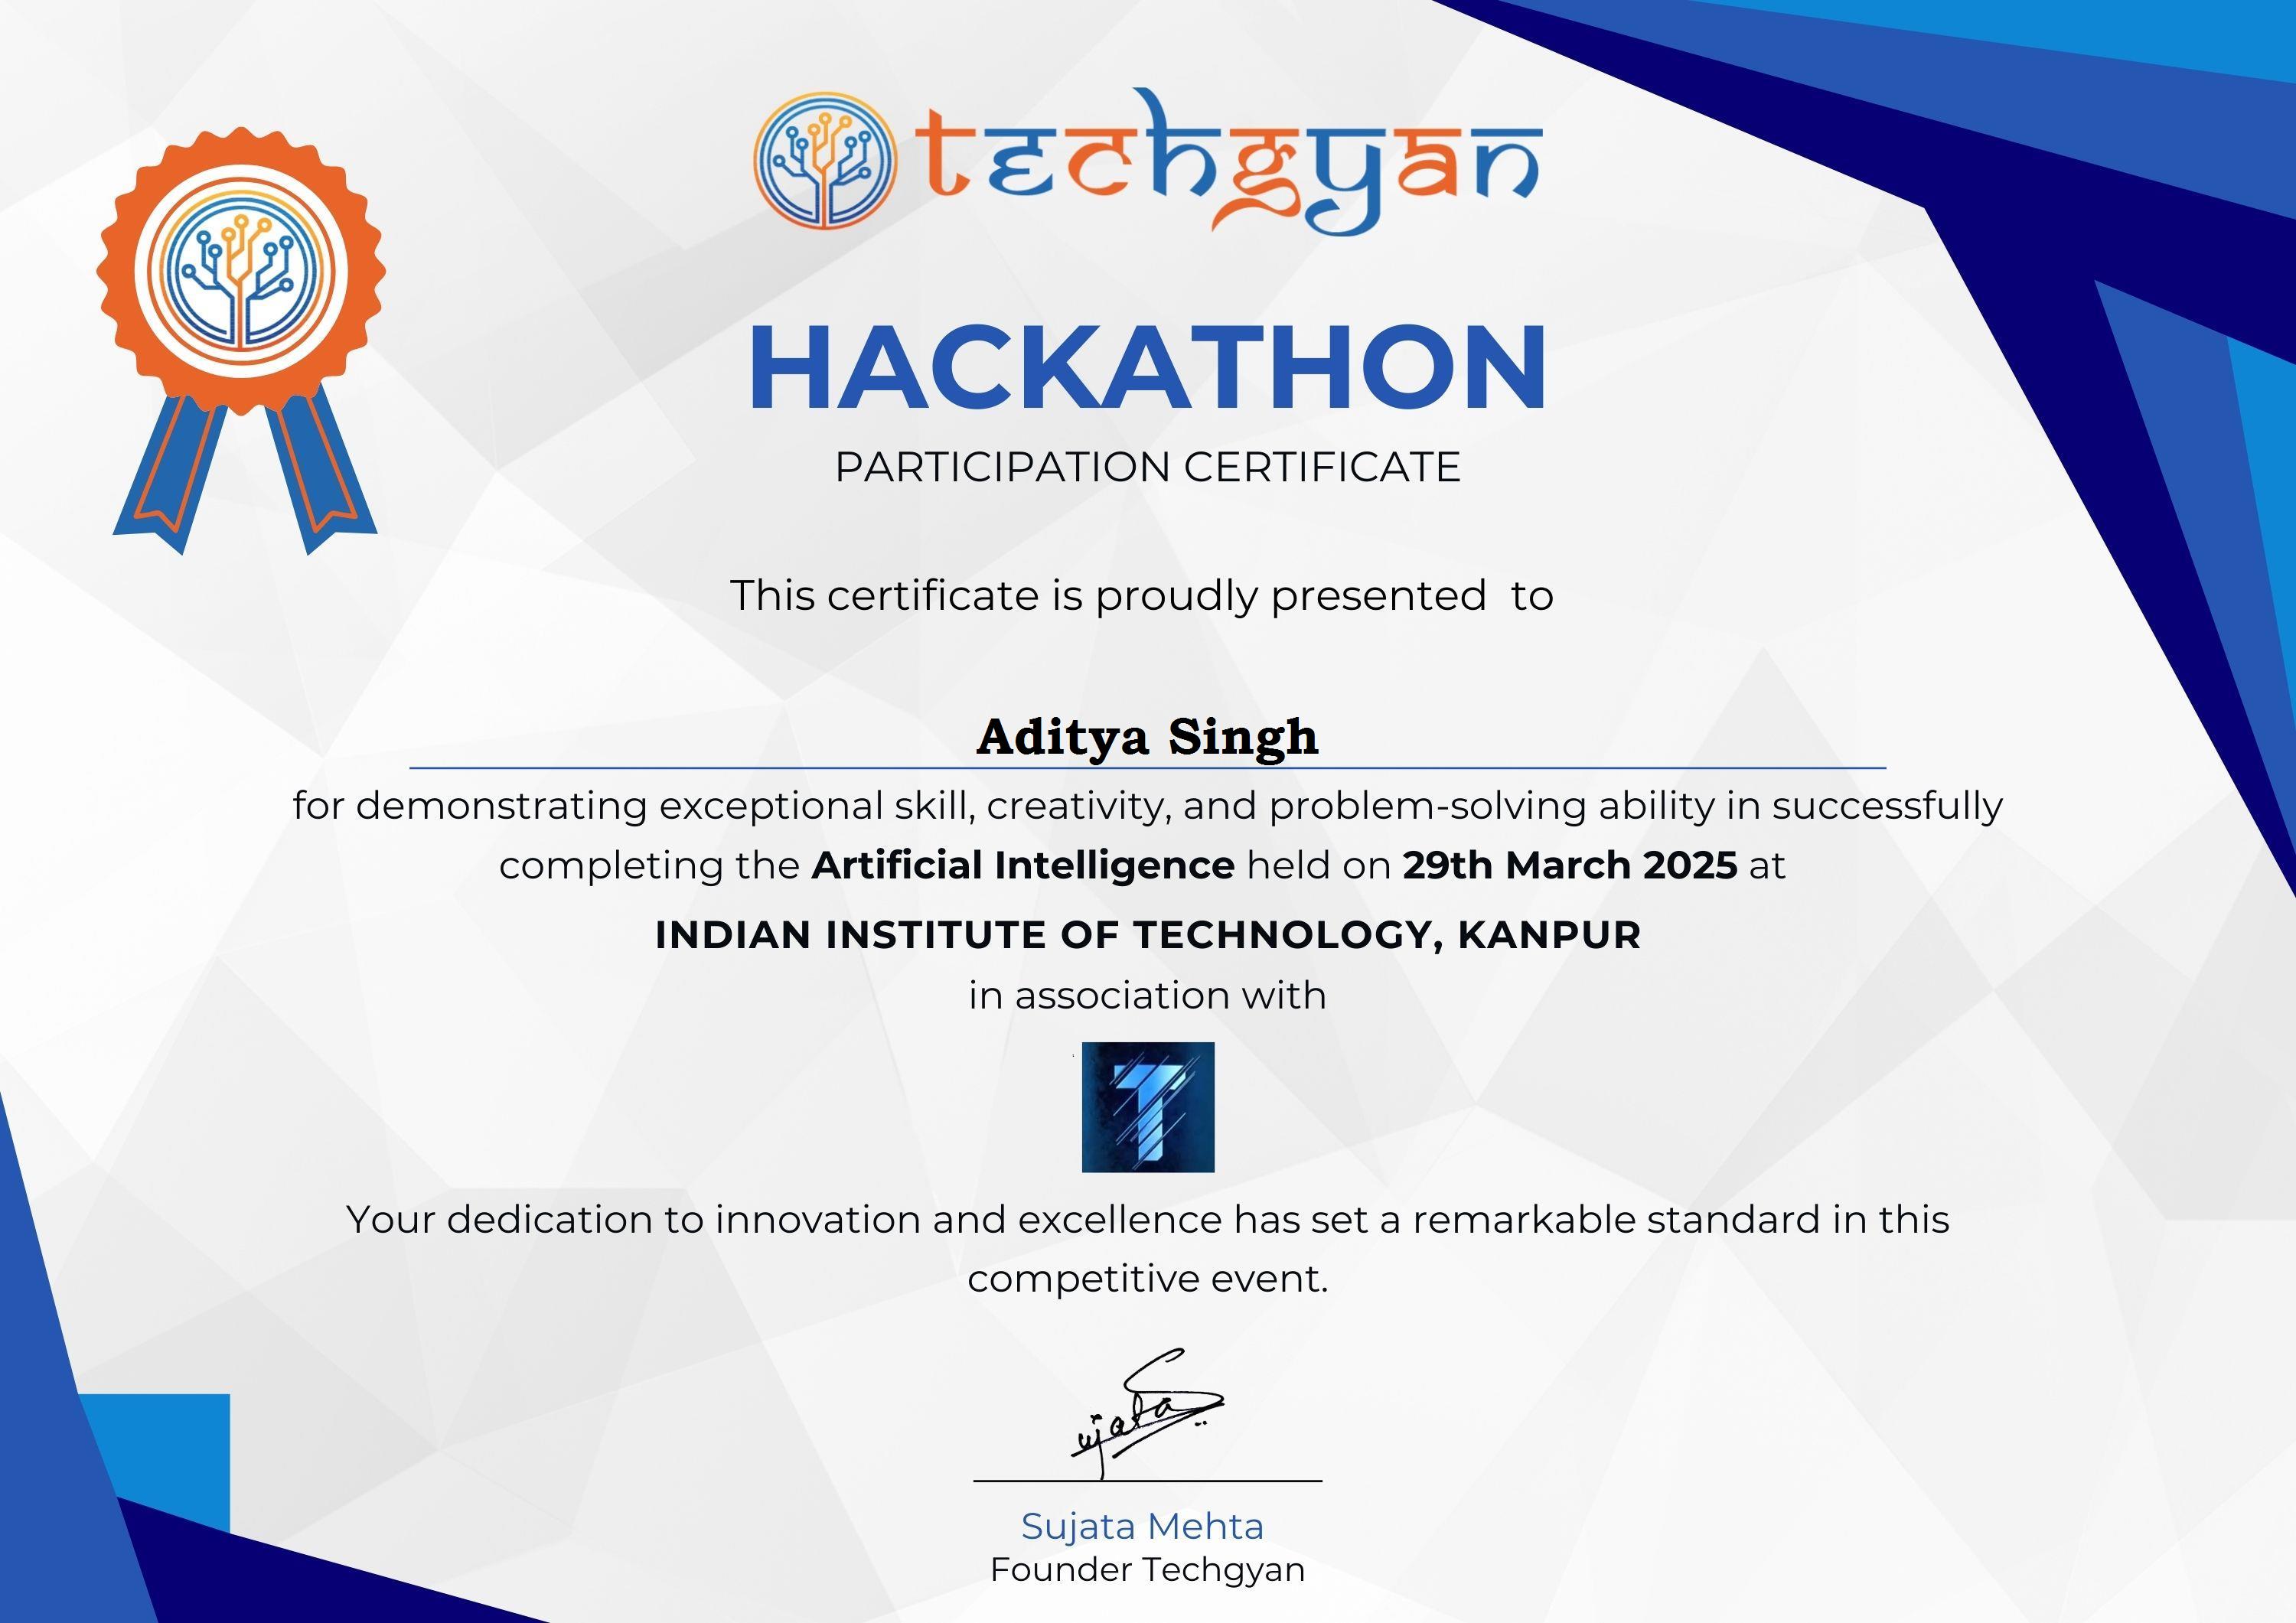 techgyan
HACKATHON
PARTICIPATION CERTIFICATE
This certificate is proudly presented  to
Aditya Singh
for demonstrating exceptional skill, creativity, and problem-solving ability in successfully
completing the Artificial Intelligence held on 29th March 2025 at
INDIAN INSTITUTE OF TECHNOLOGY, KANPUR
in association with
T
Your dedication to innovation and excellence has set a remarkable standard in this
competitive event.
Sujata
Sujata Mehta
Founder Techgyan